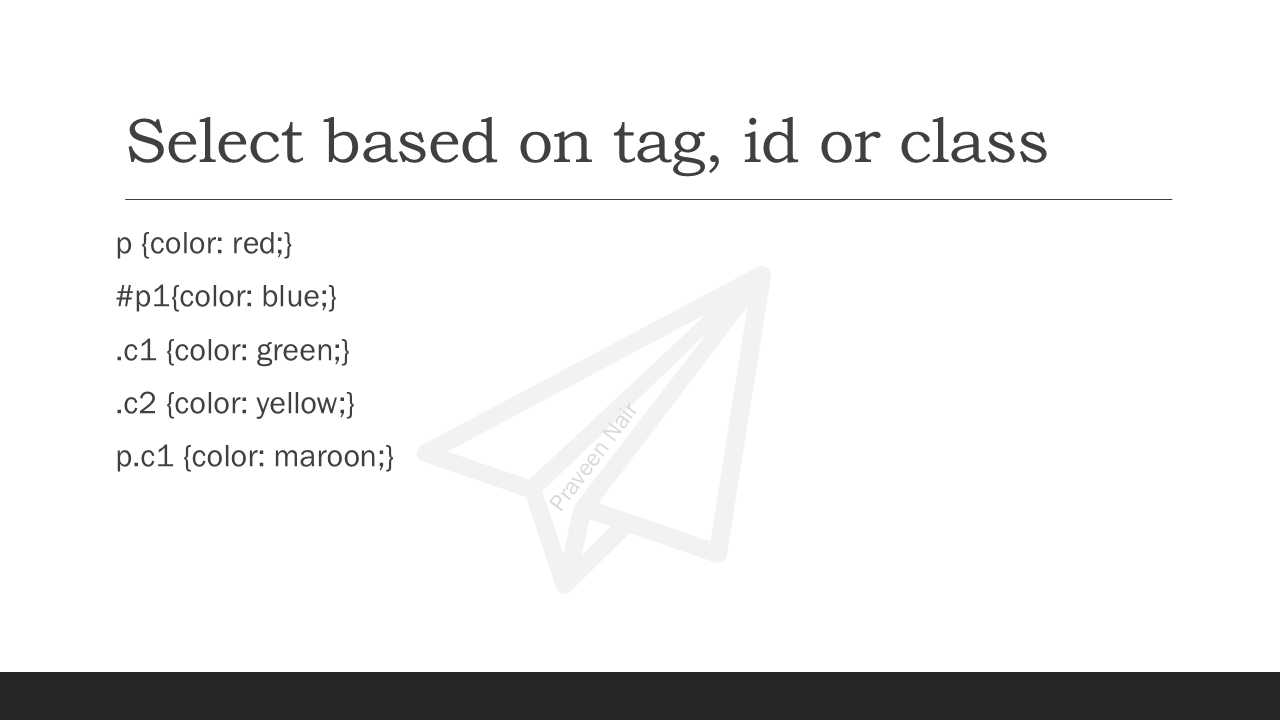 Select based on tag, id or class
p {color: red;}
#p1{color: blue;}
.c1 {color: green;}
.c2 {color: yellow;}
p.c1 {color: maroon;}
Praveen Nair